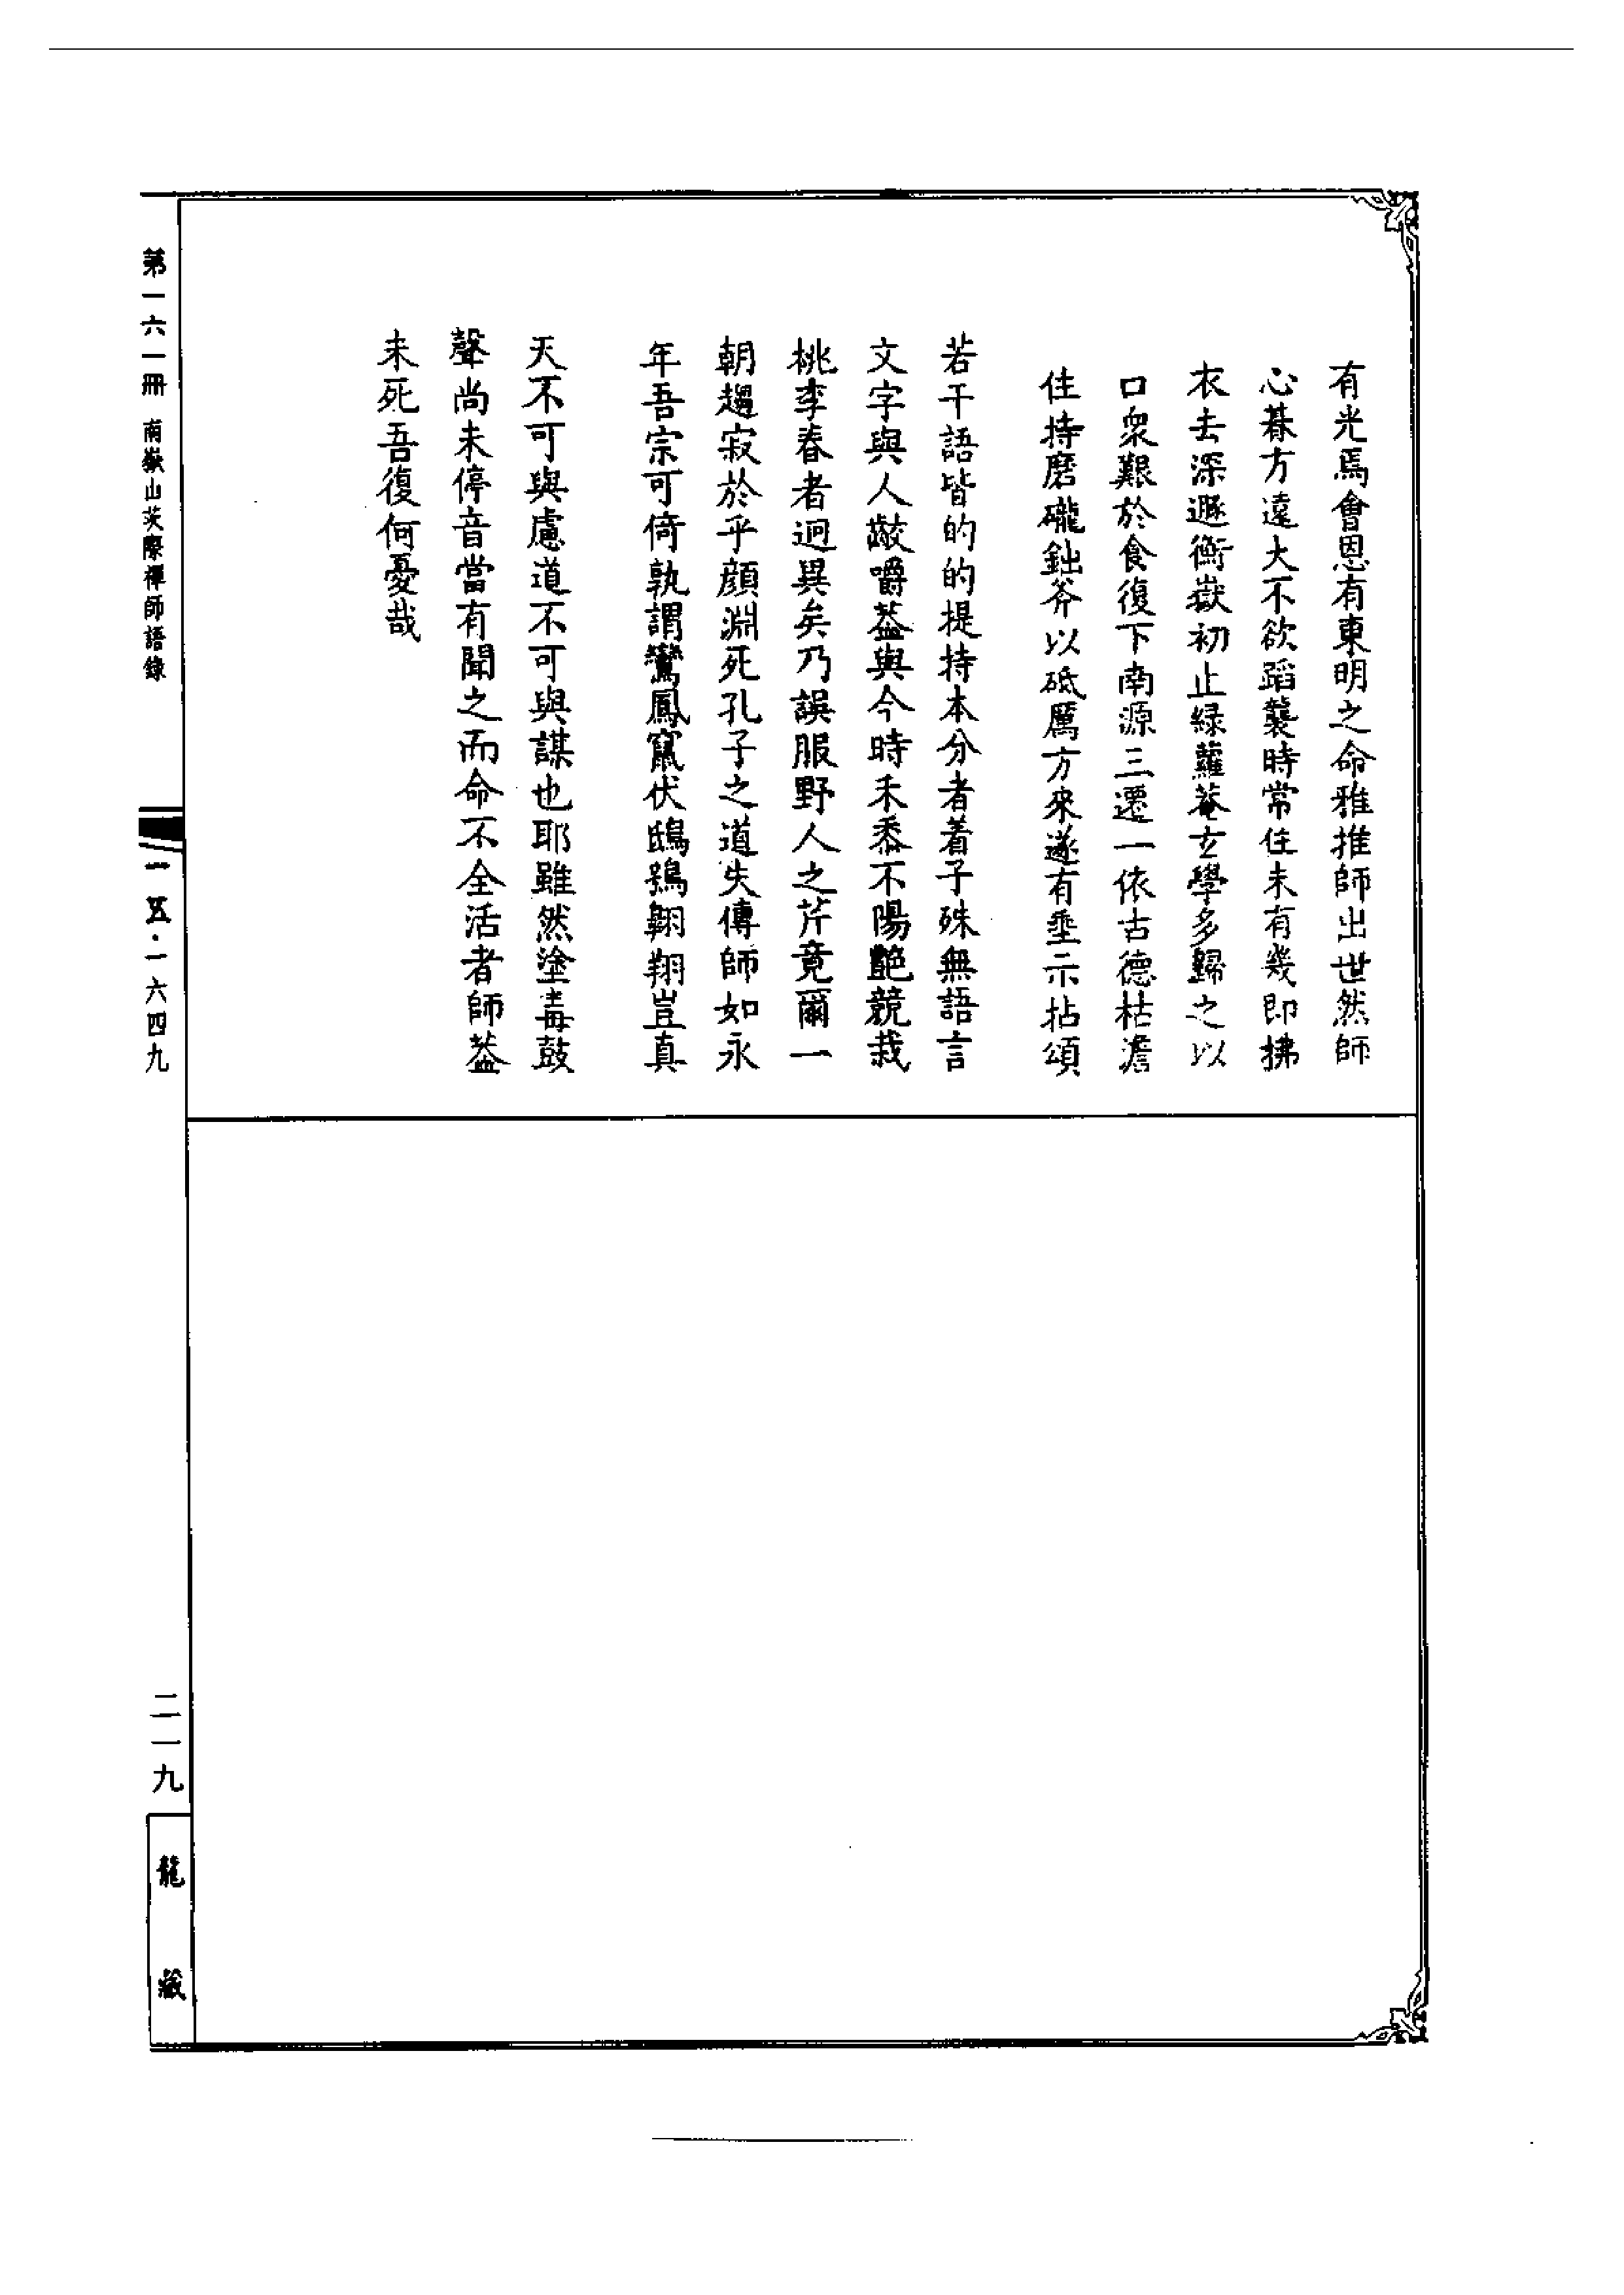 有光焉會恩有東明之命雅推師出世然師
心碁方遠大不欲蹈襲時常住未有幾即拂
衣去深遯衡嶽初止綠蘿菴玄學多歸之以
口衆艱於食復下南源三遷一依古德枯澹
住持磨礲鈯斧以砥厲方來遂有垂示拈頌
若干語皆的的提持本分者着子殊無語言
文字與人齩嚼葢與今時禾黍不陽艷競栽
桃李春者迥異矣乃誤服野人之芹竟爾一
朝趨寂於乎顔淵死孔子之道失傳師如永
年吾宗可倚孰謂鸞鳳竄伏鴟鴞翱翔豈真
天不可與慮道不可與謀也耶雖然塗毒鼓
聲尚未停音當有聞之而命不全活者師葢
未死吾復何憂哉
第一六一冊 南嶽山茨際禪師語錄
一五·一六四九
二一九
龍藏